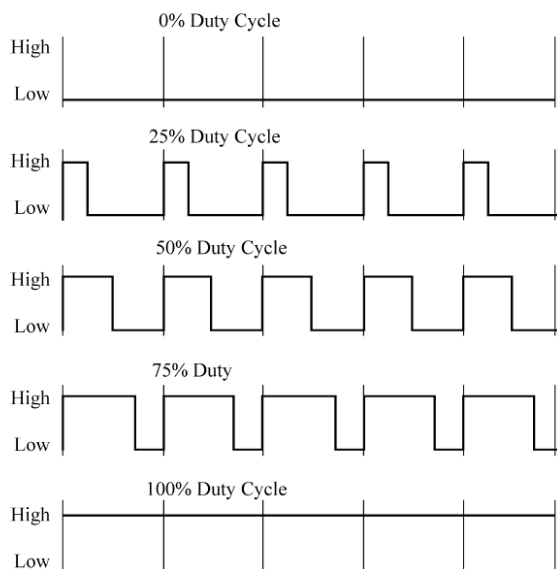 0% Duty Cycle
High
Low
25% Duty Cycle
High
Low
50% Duty Cycle
High
Low
75% Duty
High
Low
100% Duty Cycle
High
Low